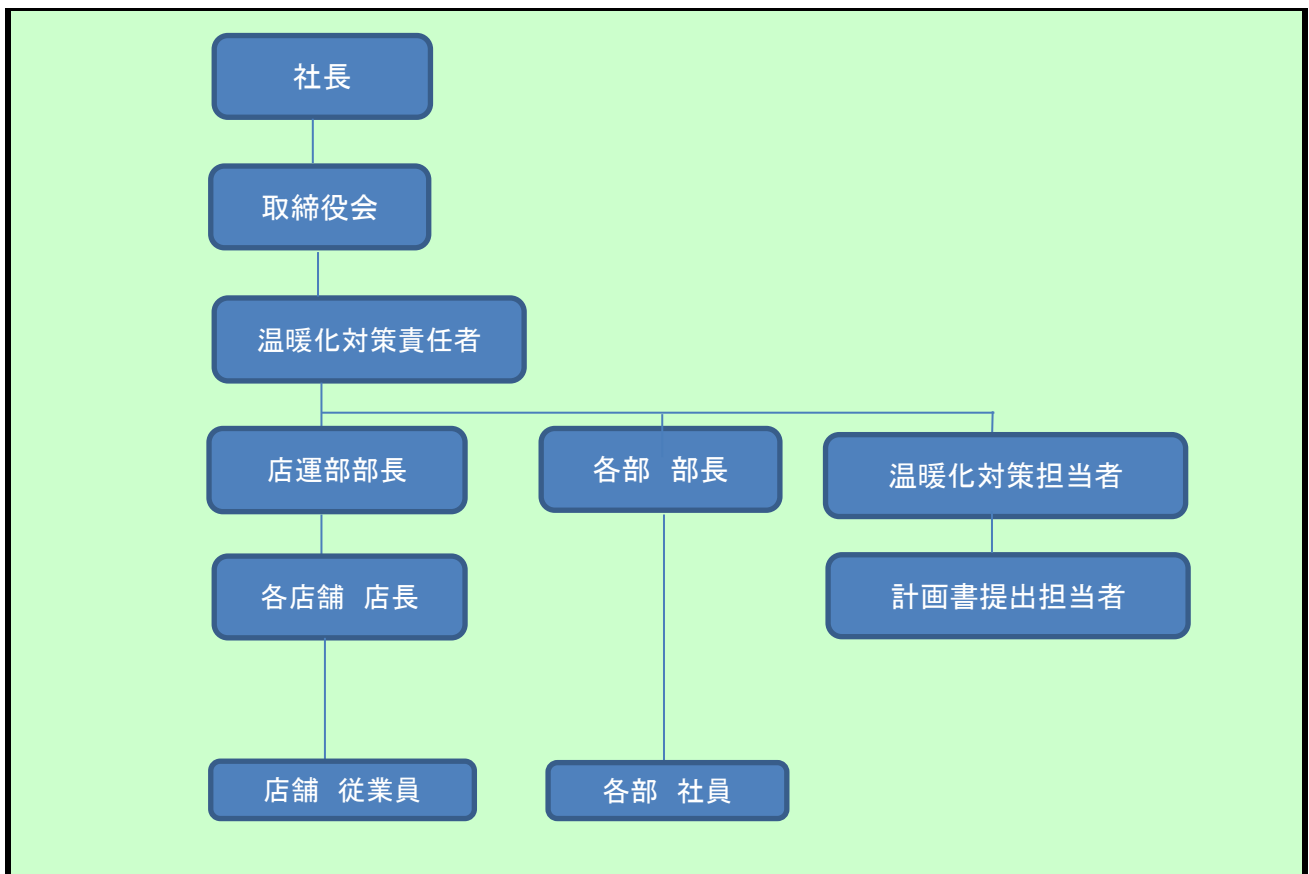 社長
取締役会
温暖化対策責任者
店運部部長
各部　部長
温暖化対策担当者
各店舗　店長
計画書提出担当者
店舗　従業員
各部　社員